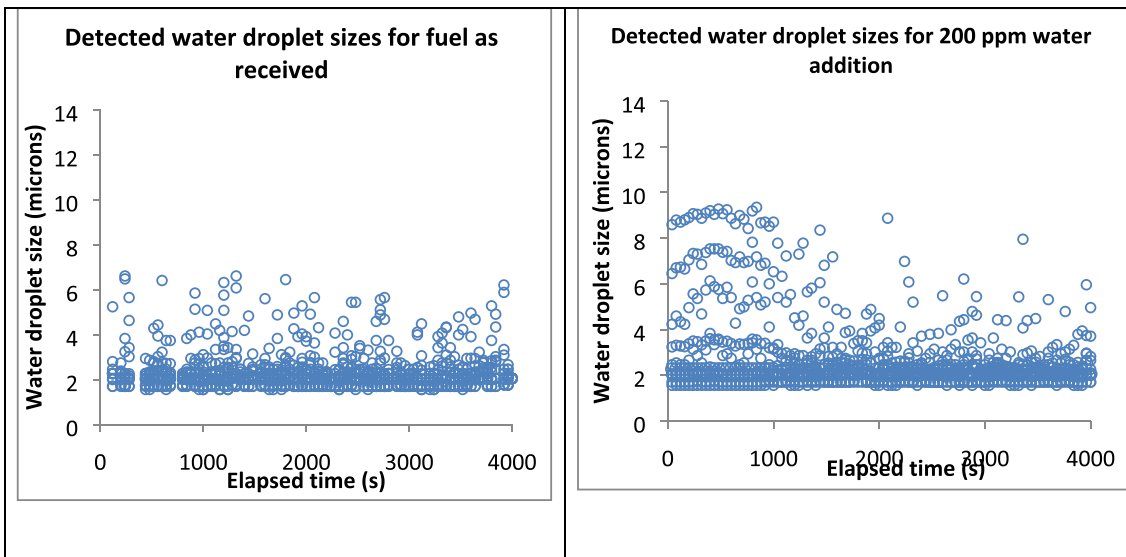 Detected water droplet sizes for fuel as
received
Water droplet size (microns)
14
12
10
8
6
4
2
0
0 1000 2000 3000 4000
Elapsed time (s)
Detected water droplet sizes for 200 ppm water
addition
Water droplet size (microns)
14
12
10
8
6
4
2
0
0 1000 2000 3000 4000
Elapsed time (s)